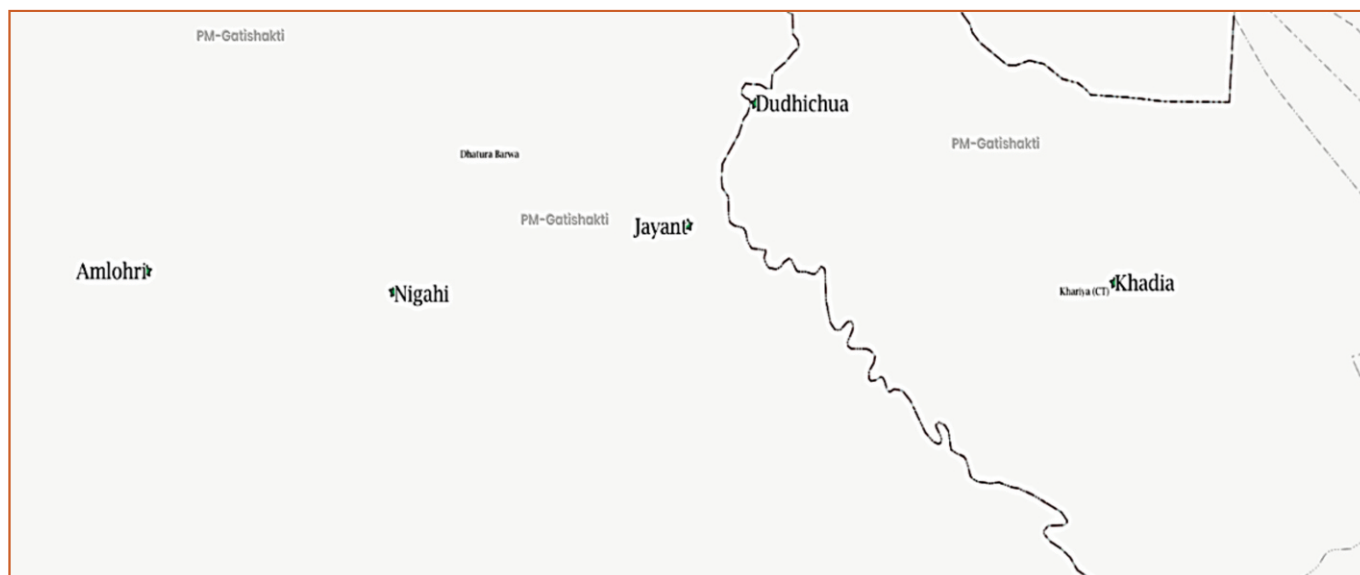 PM-Gatishakti
Dudhichua
PM-Gatishakti
Dhatura Barwa
PM-Gatishakti
Jayant
Amlohri
Nigahi
Khariya (CT)
Khadia